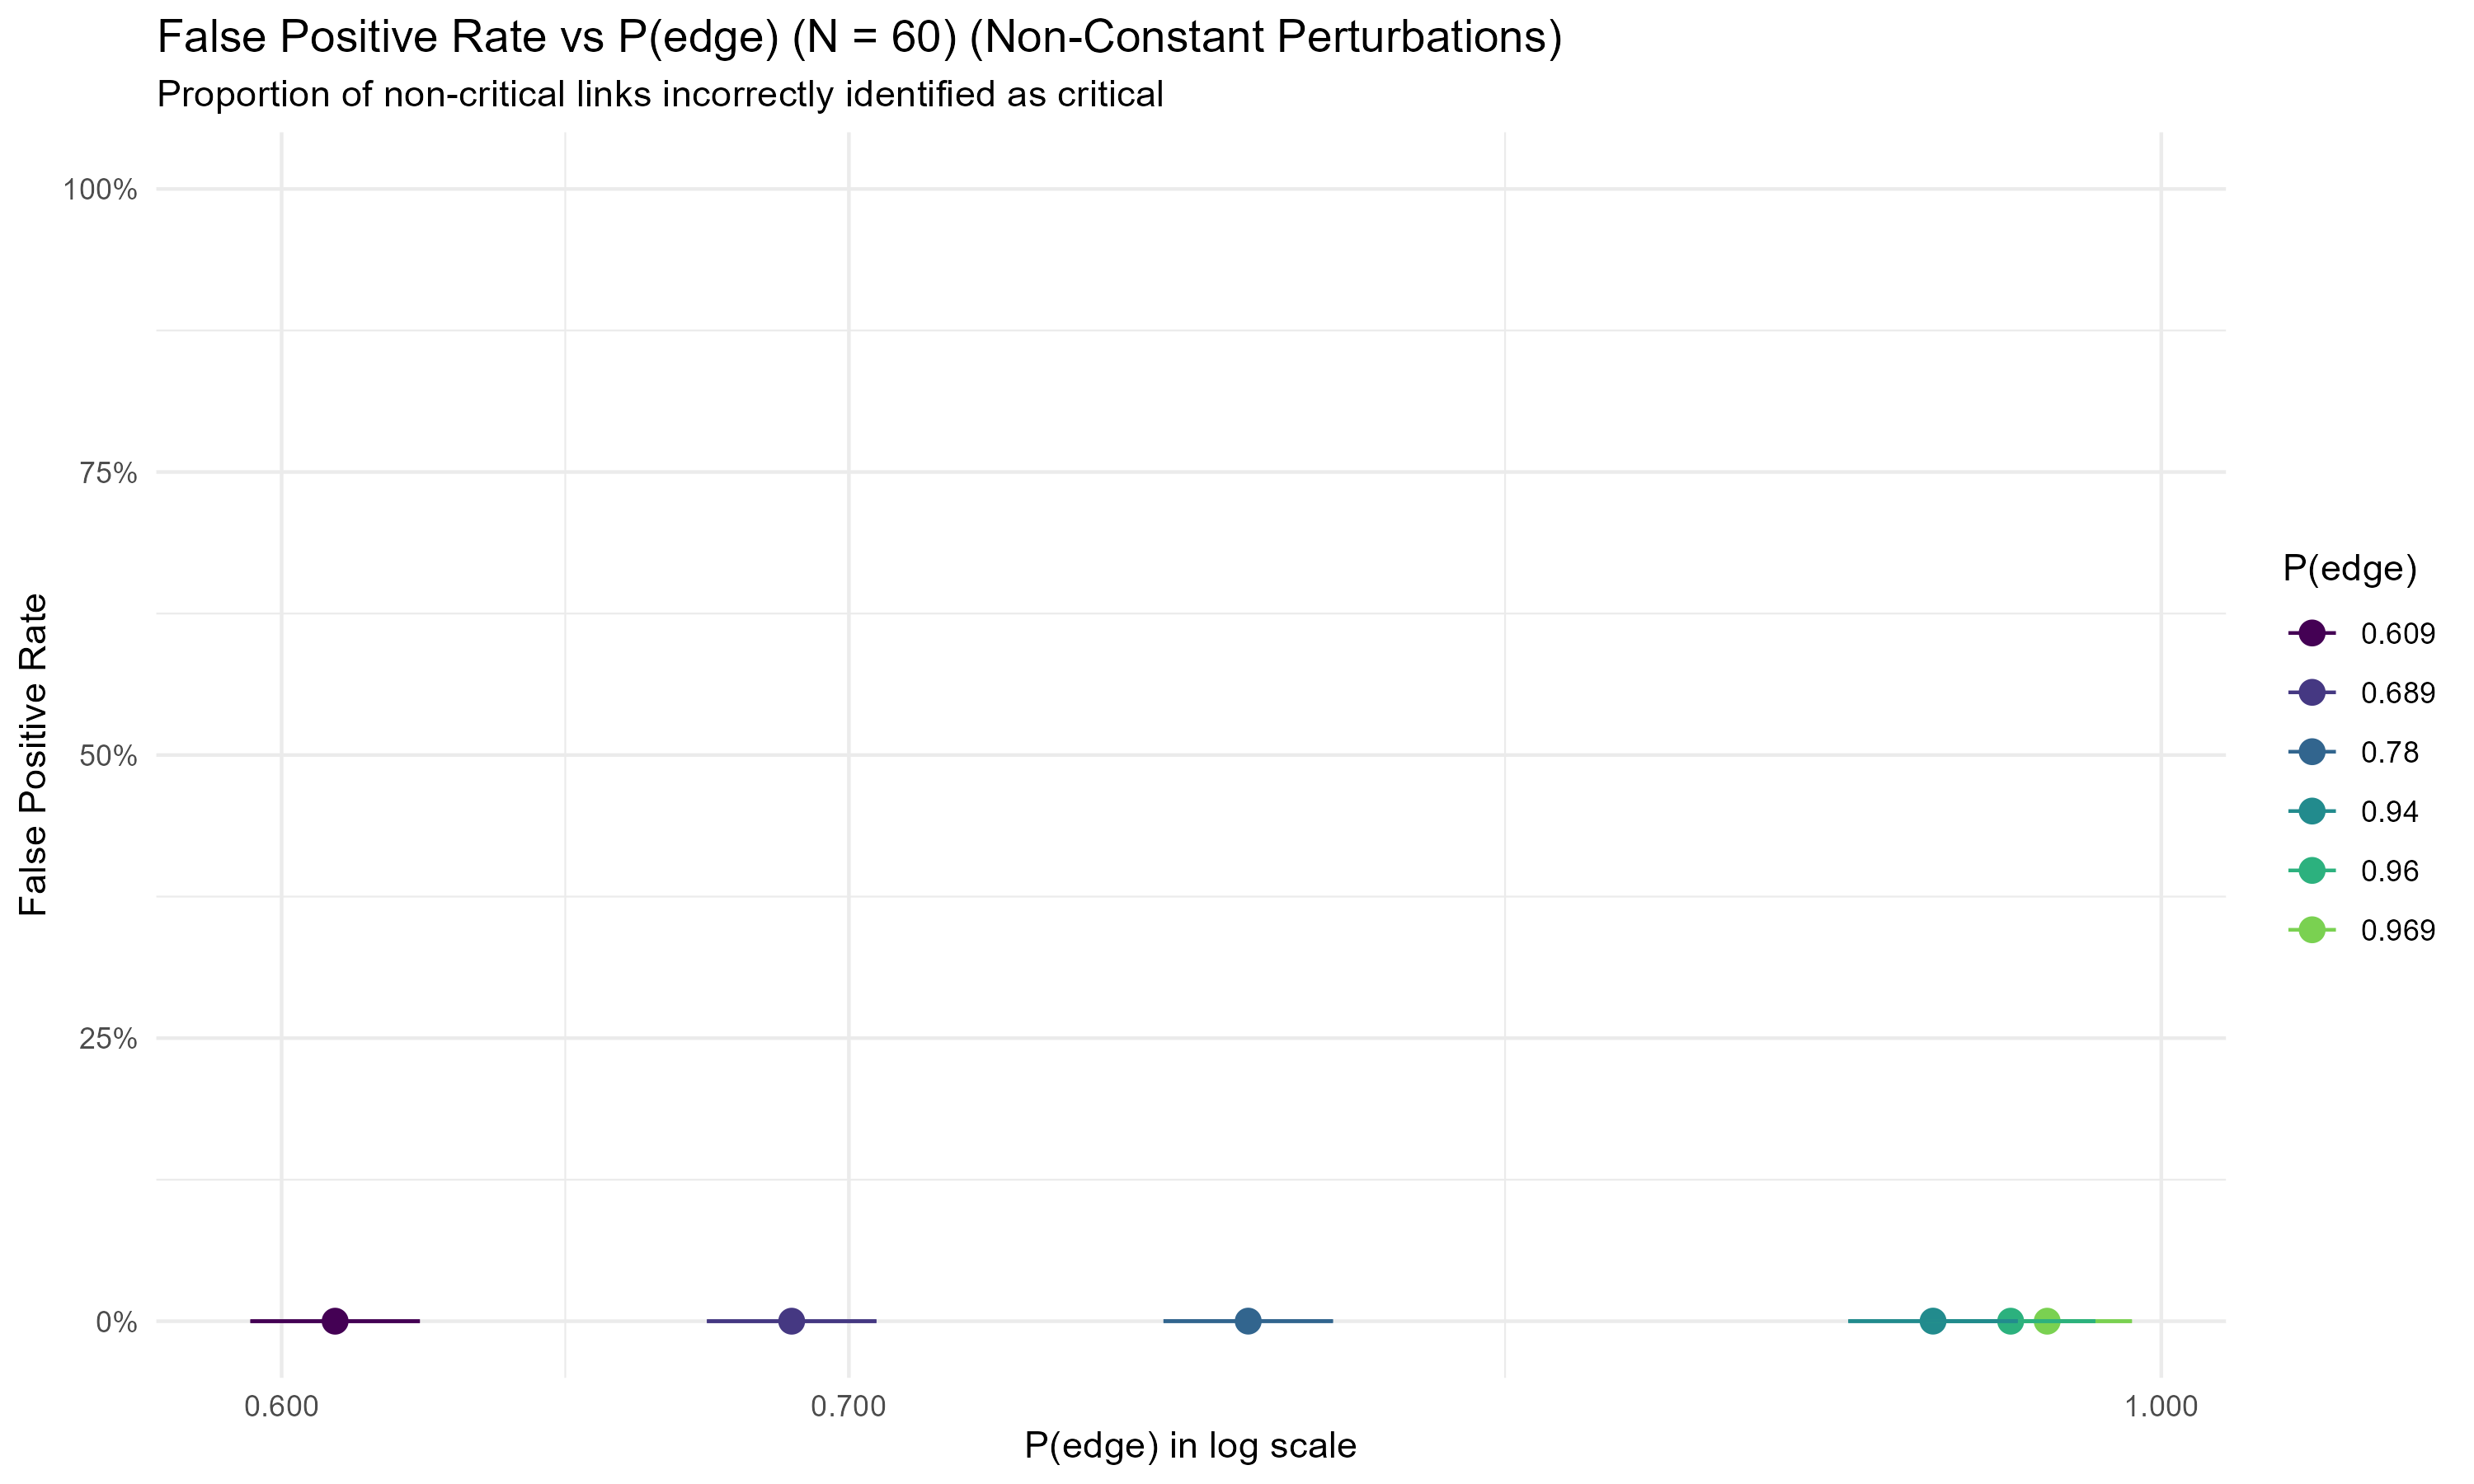 False Positive Rate vs P(edge) (N = 60) (Non-Constant Perturbations)
Proportion of non-critical links incorrectly identified as critical
False Positive Rate
100%
75%
50%
25%
0%
0.600
0.700
1.000
P(edge) in log scale
P(edge)
0.609
0.689
0.78
0.94
0.96
0.969